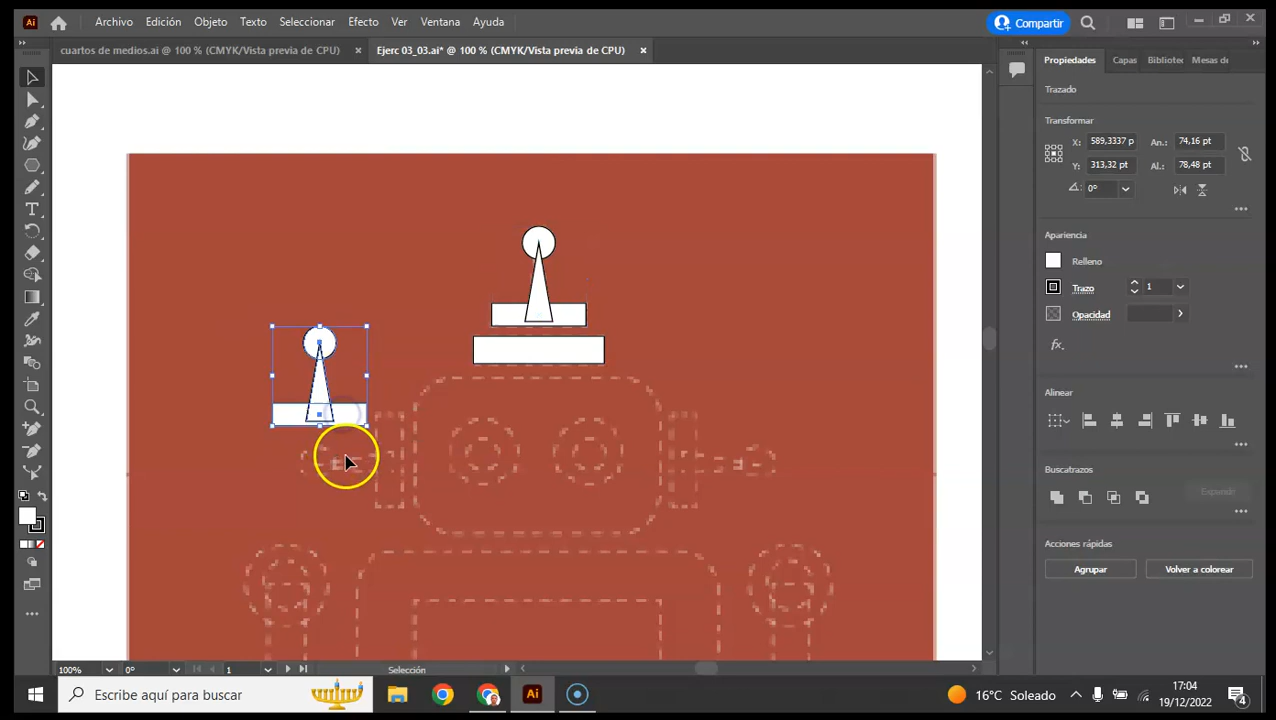 Ai Archivo Edición Objeto Texto Selección Efecto Ver Ventana Ayuda Compartir
cuartos de medios.ai @ 100 % (CMYK/Vista previa de CPU) × Ejerc 03_03.ai* @ 100 % (CMYK/Vista previa de CPU) ×
Propiedades Capas Bibliotec Mesas de
Trazado
Transformar
X: 589,3337 p An.: 74,16 pt
Y: 313,32 pt Al.: 78,48 pt
0°
Apariencia
Relleno
Trazo 1
Opacidad
fx.
Alinear
Buscatrazos
Expandir
Acciones rápidas
Agrupar Volver a colorear
100% 0° 1 Selección
Escribe aquí para buscar Ai 16°C Soleado 17:04
19/12/2022 4